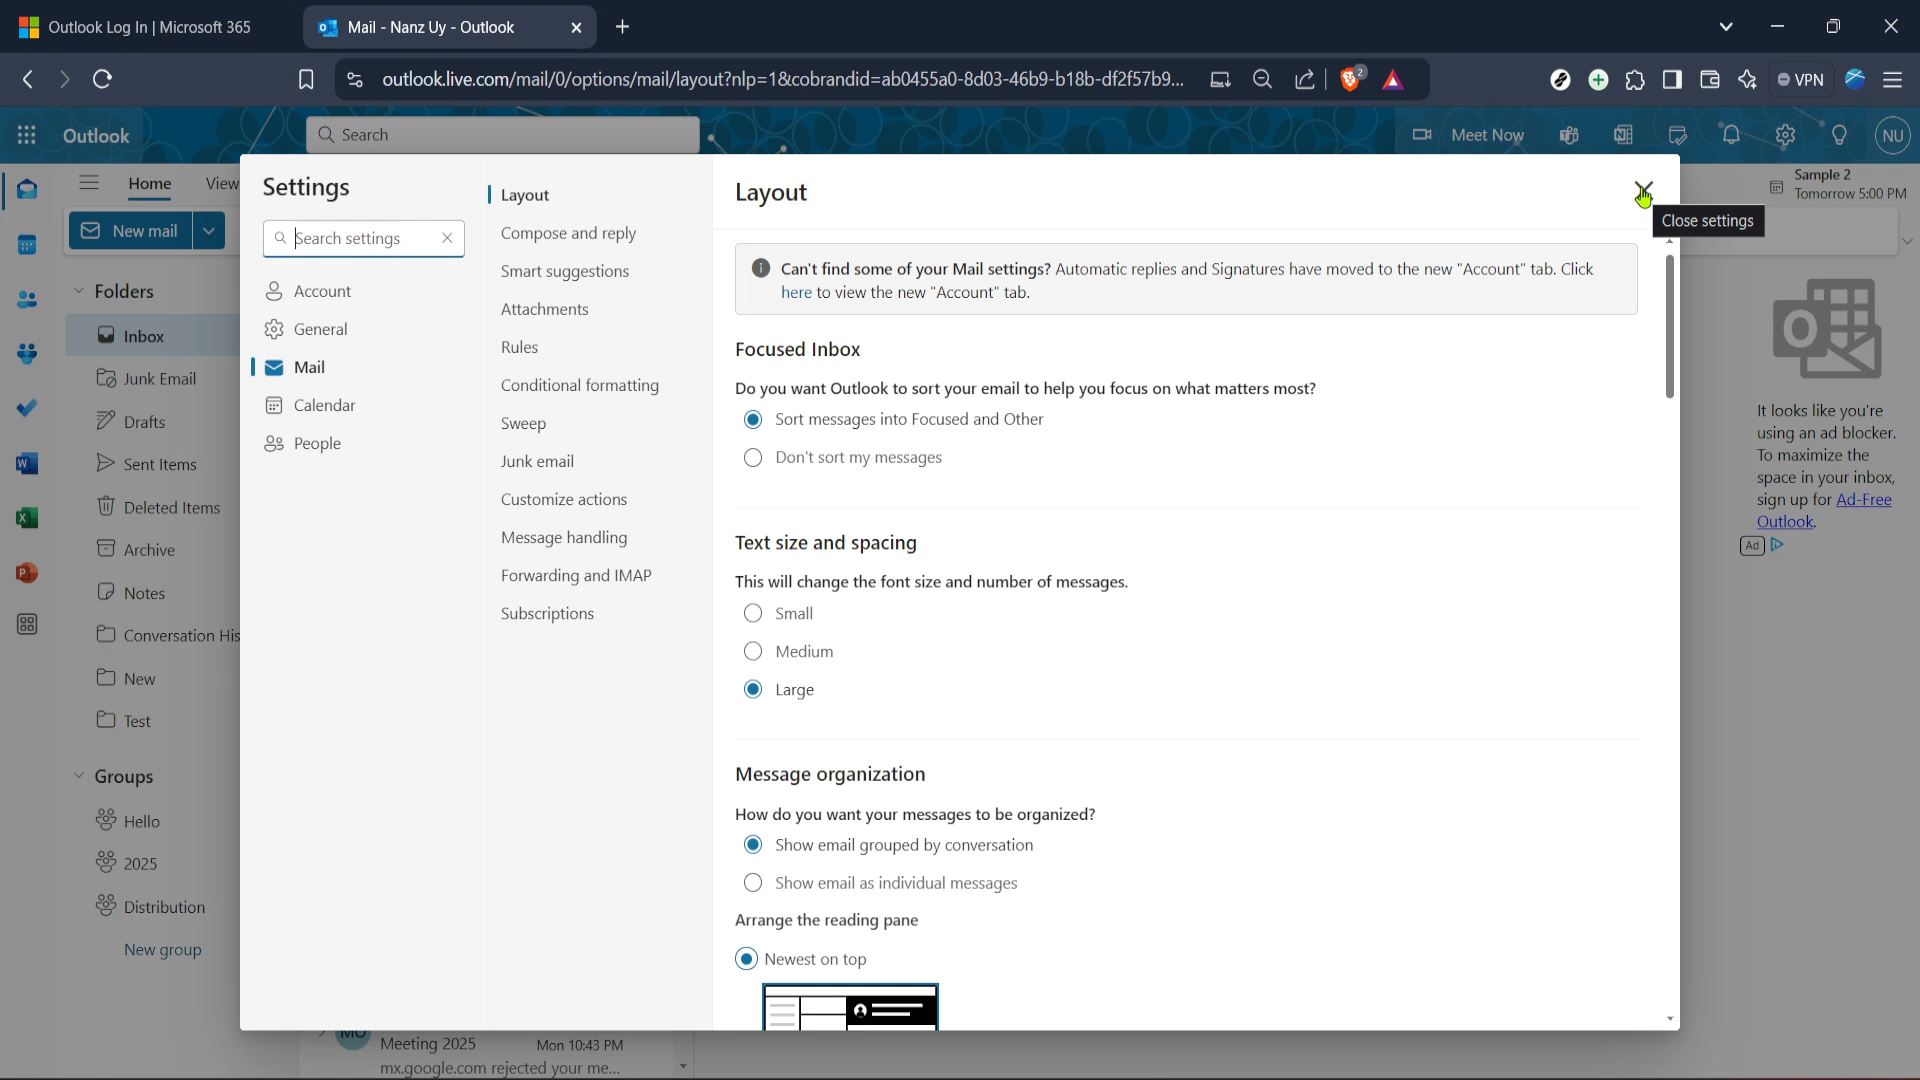 Outlook Log In | Microsoft 365
Mail - Nanz Uy - Outlook
outlook.live.com/mail/0/options/mail/layout?nlp=1&cobrandid=ab0455a0-8d03-46b9-b18b-df2f57b9...
2
VPN
Outlook
Search
Meet Now
NU
Home
View
New mail
Folders
Inbox
Junk Email
Drafts
Sent Items
Deleted Items
Archive
Notes
Conversation His
New
Test
Groups
Hello
2025
Distribution
New group
Settings
Search settings
Account
General
Mail
Calendar
People
Layout
Compose and reply
Smart suggestions
Attachments
Rules
Conditional formatting
Sweep
Junk email
Customize actions
Message handling
Forwarding and IMAP
Subscriptions
Layout
Close settings
Can't find some of your Mail settings? Automatic replies and Signatures have moved to the new "Account" tab. Click
here to view the new "Account" tab.
Focused Inbox
Do you want Outlook to sort your email to help you focus on what matters most?
Sort messages into Focused and Other
Don't sort my messages
Text size and spacing
This will change the font size and number of messages.
Small
Medium
Large
Message organization
How do you want your messages to be organized?
Show email grouped by conversation
Show email as individual messages
Arrange the reading pane
Newest on top
Sample 2
Tomorrow 5:00 PM
It looks like you're
using an ad blocker.
To maximize the
space in your inbox,
sign up for Ad-Free
Outlook.
Ad
MO
Meeting 2025 Mon 10:43 PM
mx.google.com rejected your me...